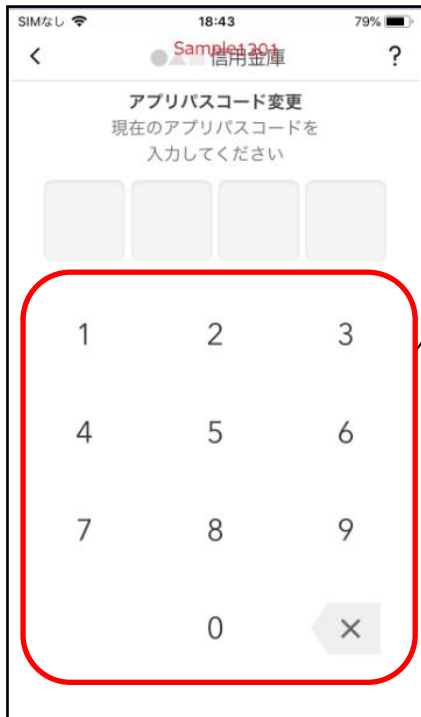 SIMなし 18:43 79%
Sample1201
●▲■信用金庫 ?
アプリパスコード変更
現在のアプリパスコードを
入力してください
1 2 3
4 5 6
7 8 9
0